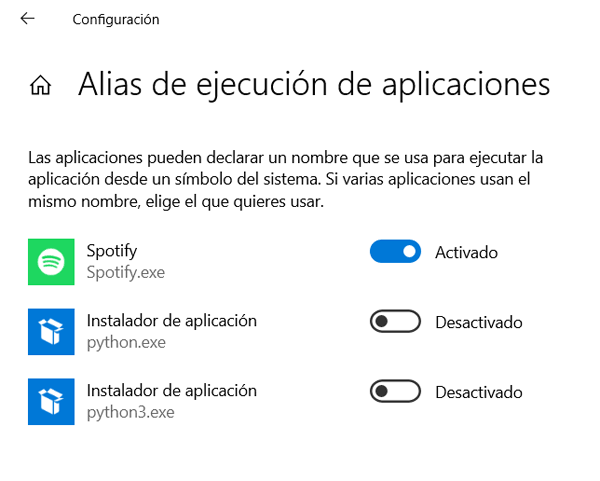 Configuración
Alias de ejecución de aplicaciones
Las aplicaciones pueden declarar un nombre que se usa para ejecutar la
aplicación desde un símbolo del sistema. Si varias aplicaciones usan el
mismo nombre, elige el que quieres usar.
Spotify
Spotify.exe
Activado
Instalador de aplicación
python.exe
Desactivado
Instalador de aplicación
python3.exe
Desactivado